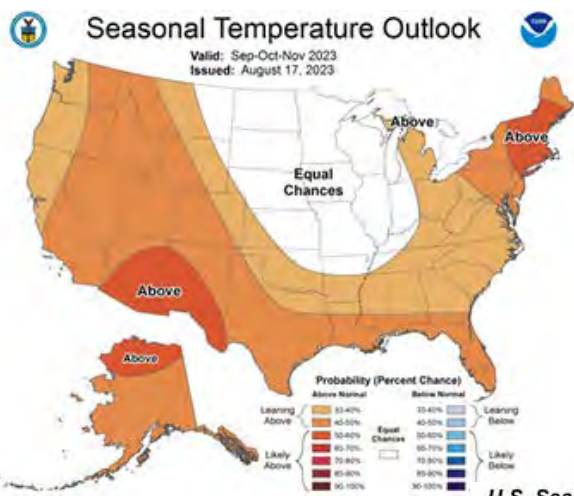 Seasonal Temperature Outlook
Valid: Sep-Oct-Nov 2023
Issued: August 17, 2023
Above
Above
Equal
Chances
Above
Above
Probability (Percent Chance)
Above Normal
Below Normal
Leaning
Above
33-40%
40-50%
50-60%
60-70%
70-80%
80-90%
90-100%
Likely
Above
Equal
Chances
33-40%
40-50%
50-60%
60-70%
70-80%
80-90%
90-100%
Leaning
Below
Likely
Below